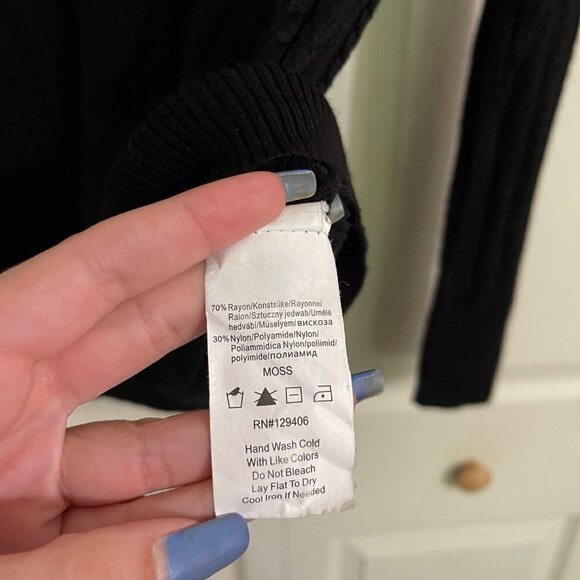 70% Rayon/Konstsilke/Rayonne/
Raion/Sztuczny jedwab/Umělé
hedvábí/Műselyem/вискоза
30% Nylon/Polyamide/Nylon/
Poliammidica Nylon/poliimid/
polyimide/полиамид
MOSS
RN#129406
Hand Wash Cold
With Like Colors
Do Not Bleach
Lay Flat To Dry
Cool Iron If Needed